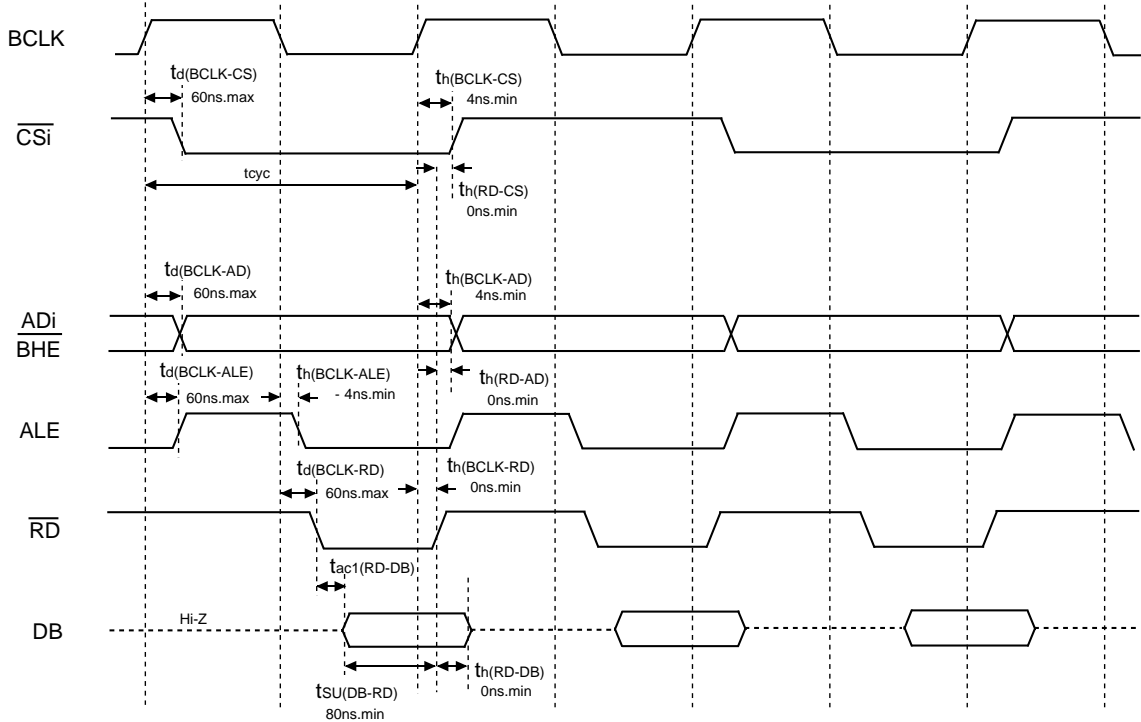 BCLK
td(BCLK-CS)
60ns.max
th(BCLK-CS)
4ns.min
CSi
tcyc
th(RD-CS)
0ns.min
td(BCLK-AD)
60ns.max
th(BCLK-AD)
4ns.min
ADi
BHE
td(BCLK-ALE)
60ns.max
th(BCLK-ALE)
- 4ns.min
th(RD-AD)
0ns.min
ALE
td(BCLK-RD)
60ns.max
th(BCLK-RD)
0ns.min
RD
tac1(RD-DB)
Hi-Z
DB
tSU(DB-RD)
80ns.min
th(RD-DB)
0ns.min